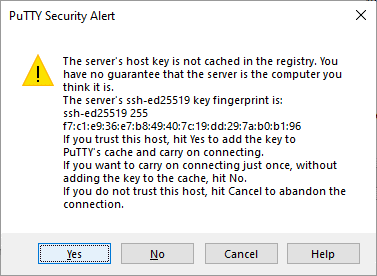 PuTTY Security Alert
The server's host key is not cached in the registry. You
have no guarantee that the server is the computer you
think it is.
The server's ssh-ed25519 key fingerprint is:
ssh-ed25519 255
f7:c1:e9:36:e7:b8:49:40:7c:19:dd:29:7a:b0:b1:96
If you trust this host, hit Yes to add the key to
PuTTY's cache and carry on connecting.
If you want to carry on connecting just once, without
adding the key to the cache, hit No.
If you do not trust this host, hit Cancel to abandon the
connection.
Yes No Cancel Help